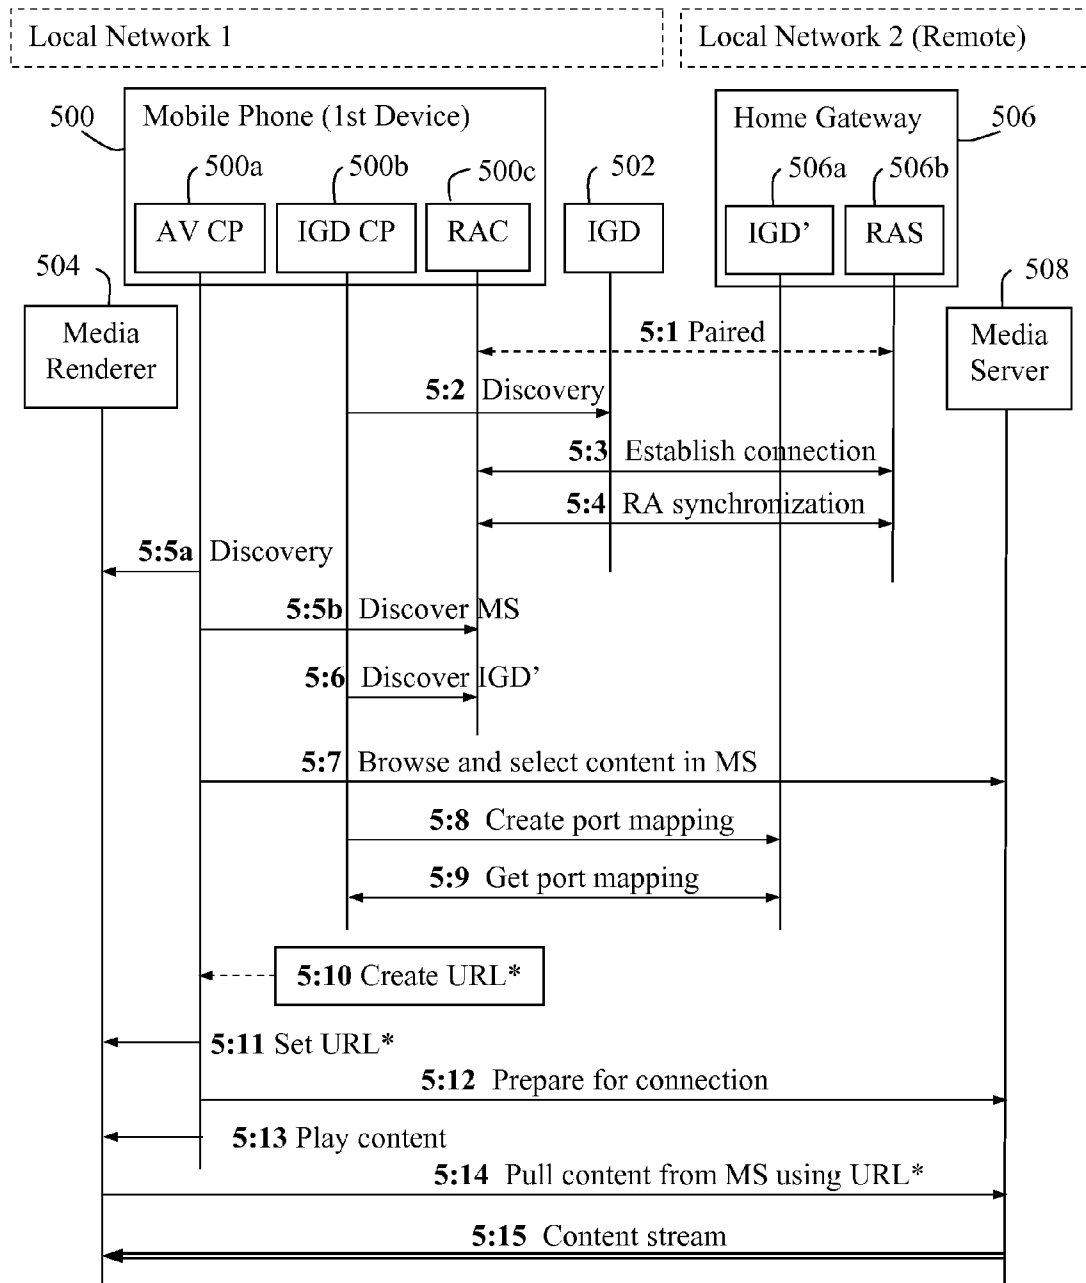 Local Network 1
Local Network 2 (Remote)
500
Mobile Phone (1st Device)
Home Gateway
506
500a
500b
500c
502
506a
506b
AV CP
IGD CP
RAC
IGD
IGD’
RAS
504
508
Media
Renderer
Media
Server
5:1 Paired
5:2 Discovery
5:3 Establish connection
5:4 RA synchronization
5:5a Discovery
5:5b Discover MS
5:6 Discover IGD’
5:7 Browse and select content in MS
5:8 Create port mapping
5:9 Get port mapping
5:10 Create URL*
5:11 Set URL*
5:12 Prepare for connection
5:13 Play content
5:14 Pull content from MS using URL*
5:15 Content stream